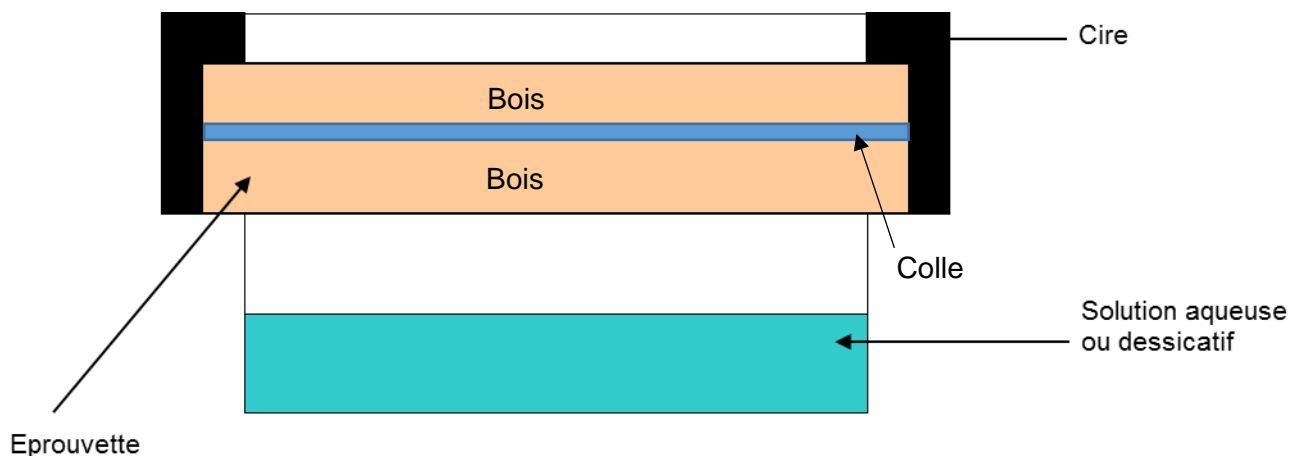 Cire
Bois
Bois
Colle
Solution aqueuse
ou dessicatif
Eprouvette